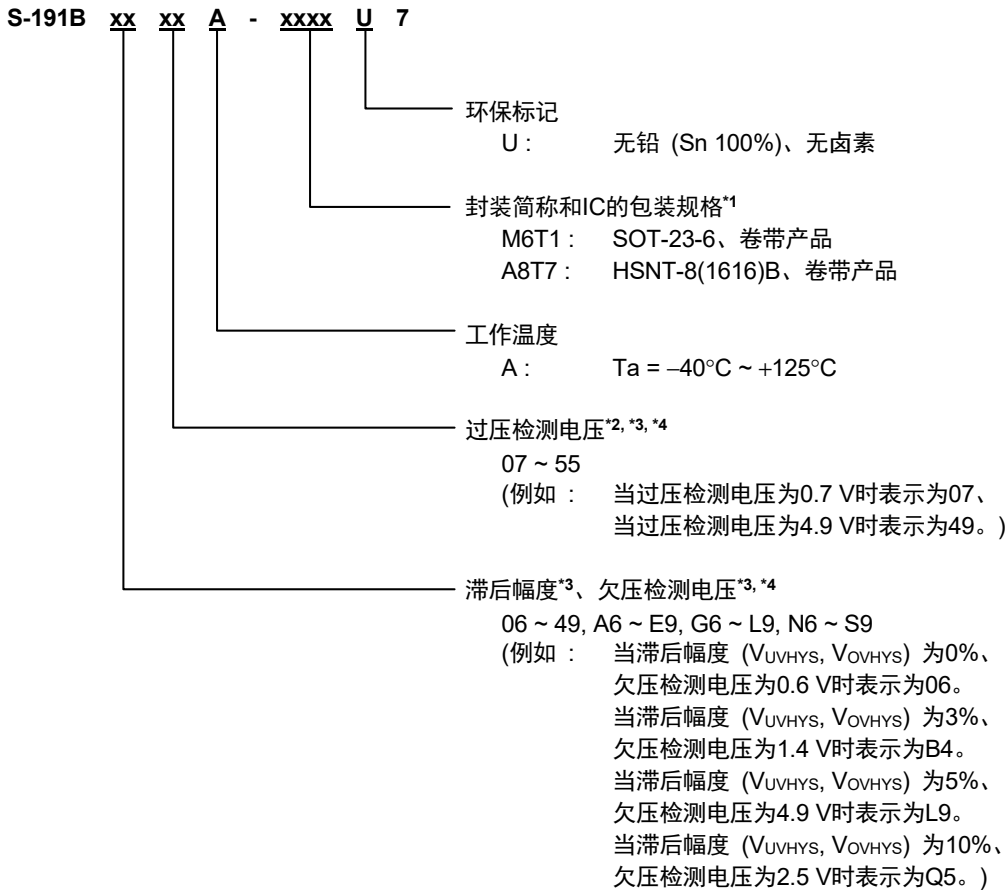 S-191B xx xx A - xxxx U 7
环保标记
U : 无铅 (Sn 100%)、无卤素
封装简称和IC的包装规格*1
M6T1 : SOT-23-6、卷带产品
A8T7 : HSNT-8(1616)B、卷带产品
工作温度
A : Ta = −40°C ~ +125°C
过压检测电压*2, *3, *4
07 ~ 55
(例如 : 当过压检测电压为0.7 V时表示为07、
当过压检测电压为4.9 V时表示为49。)
滞后幅度*3、欠压检测电压*3, *4
06 ~ 49, A6 ~ E9, G6 ~ L9, N6 ~ S9
(例如 : 当滞后幅度 (VUVHYS, VOVHYS) 为0%、
欠压检测电压为0.6 V时表示为06。
当滞后幅度 (VUVHYS, VOVHYS) 为3%、
欠压检测电压为1.4 V时表示为B4。
当滞后幅度 (VUVHYS, VOVHYS) 为5%、
欠压检测电压为4.9 V时表示为L9。
当滞后幅度 (VUVHYS, VOVHYS) 为10%、
欠压检测电压为2.5 V时表示为Q5。)